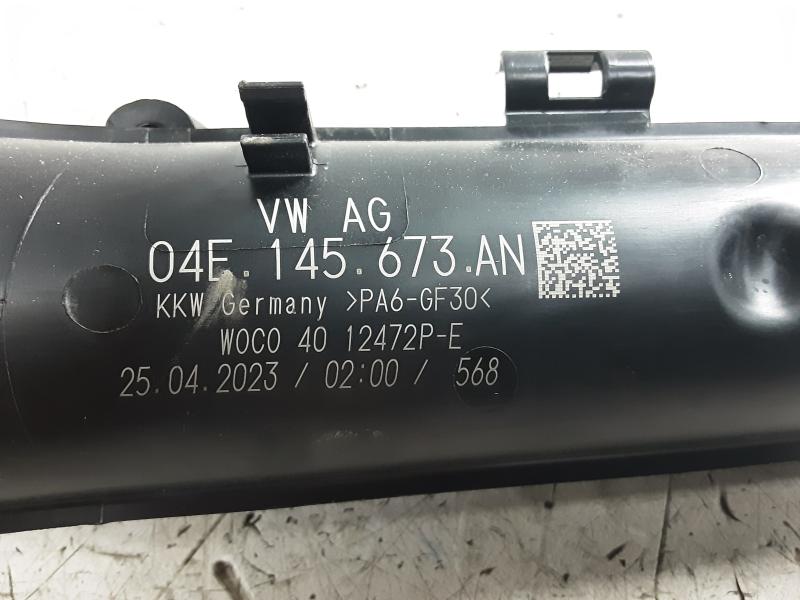 VW AG
04E.145.673.AN
KKW Germany >PA6-GF30<
WOCO 40 12472P-E
25.04.2023 / 02:00 / 568